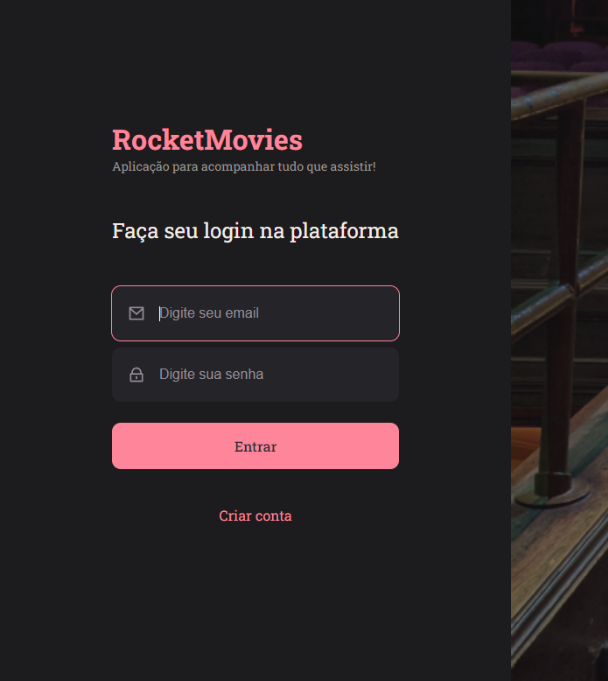 RocketMovies
Aplicação para acompanhar tudo que assistir!
Faça seu login na plataforma
Digite seu email
Digite sua senha
Entrar
Criar conta